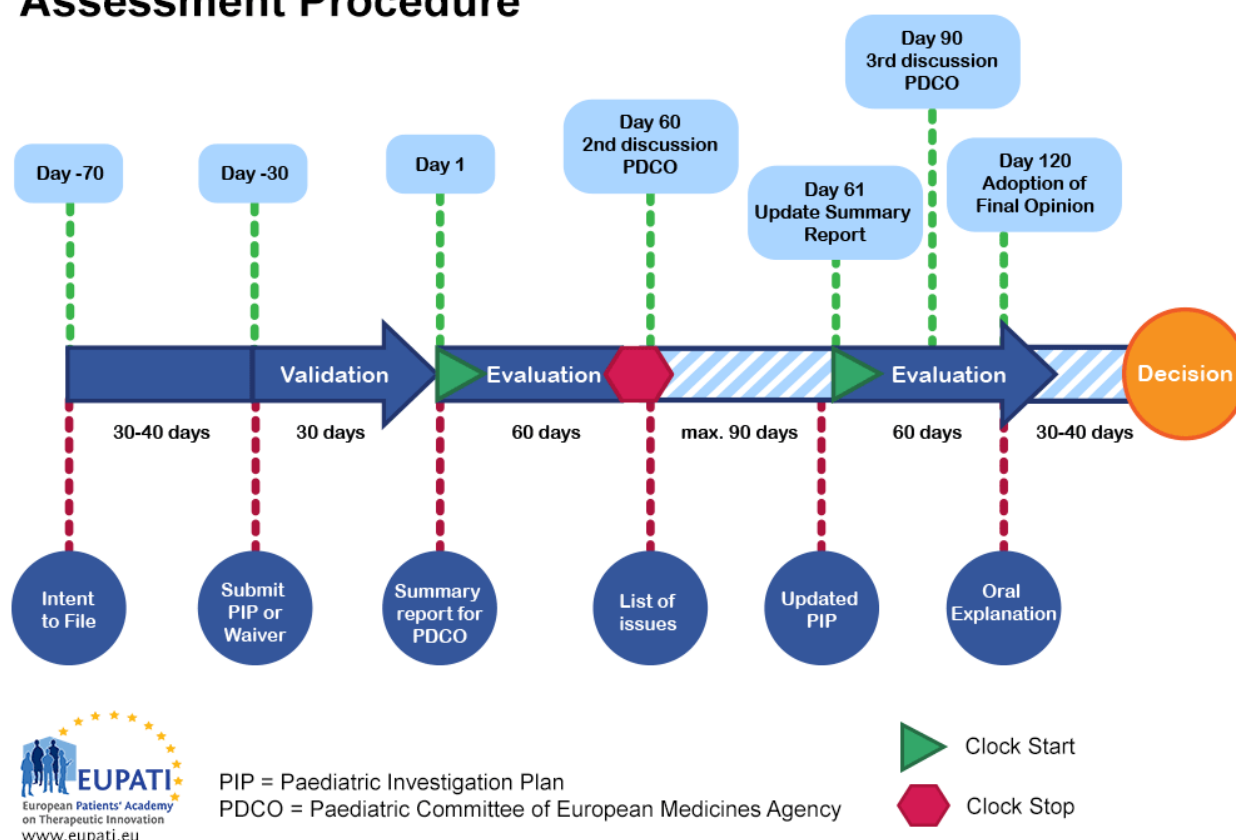 Assessment Procedure
Day 90
3rd discussion
PDCO
Day 60
2nd discussion
PDCO
Day -70
Day -30
Day 1
Day 120
Adoption of
Final Opinion
Day 61
Update Summary
Report
Validation
Evaluation
Evaluation
Decision
30-40 days
30 days
60 days
max. 90 days
60 days
30-40 days
Intent
to File
Submit
PIP or
Waiver
Summary
report for
PDCO
List of
issues
Updated
PIP
Oral
Explanation
EUPATI
European Patients' Academy
on Therapeutic Innovation
www.eupati.eu
PIP = Paediatric Investigation Plan
PDCO = Paediatric Committee of European Medicines Agency
Clock Start
Clock Stop